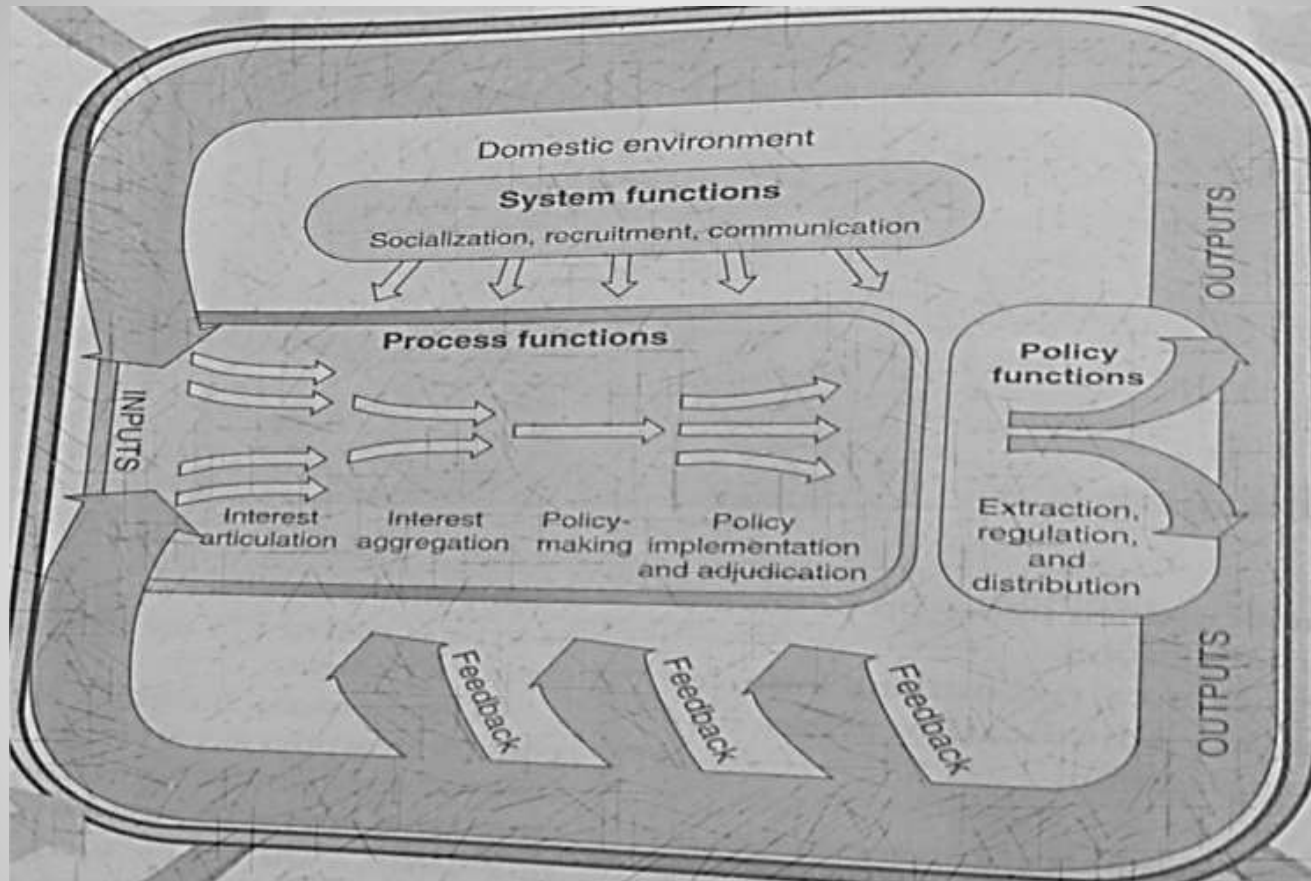 Domestic environment
System functions
Socialization, recruitment, communication
OUTPUTS
Process functions
Policy
functions
INPUTS
Interest
articulation
Interest
aggregation
Policy-
making
Policy
implementation
and adjudication
Extraction,
regulation,
and
distribution
Feedback
Feedback
Feedback
OUTPUTS